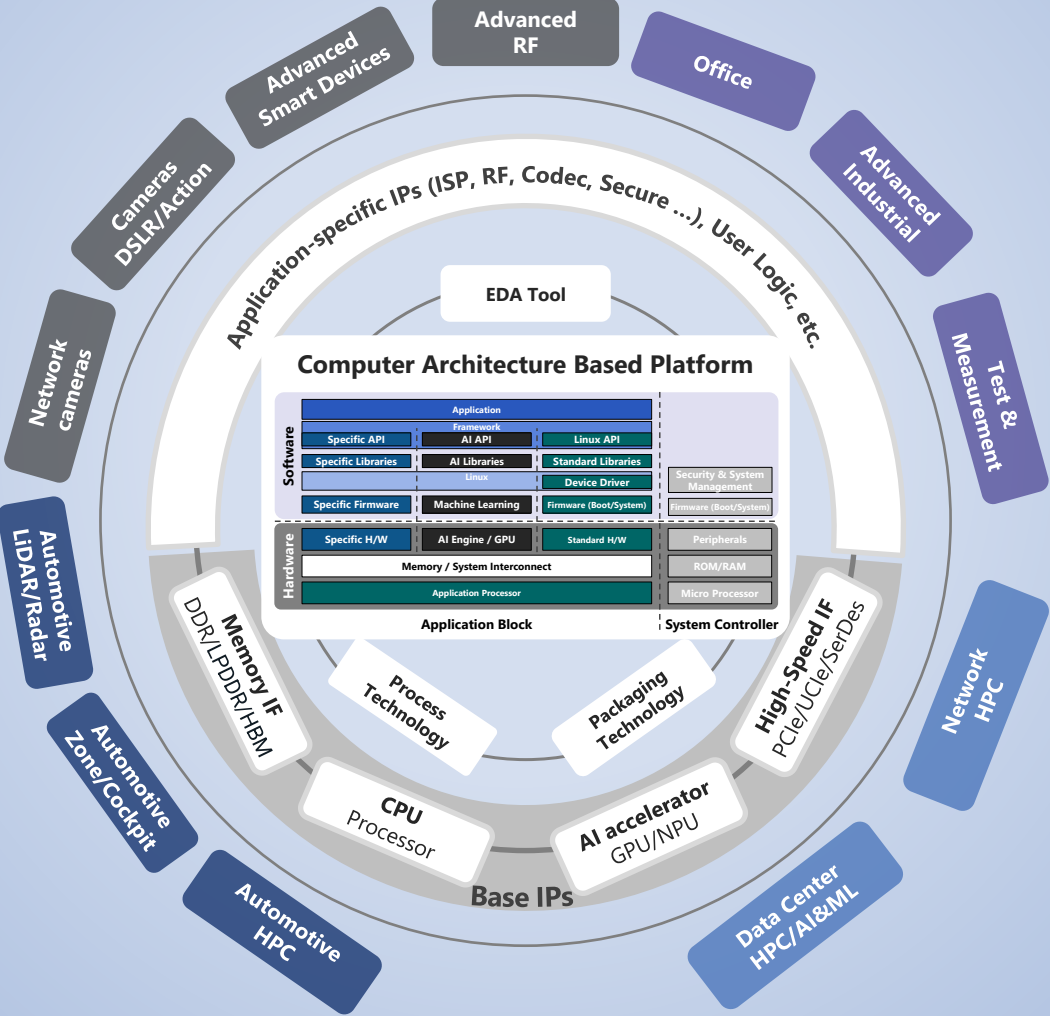 Advanced
RF
Advanced
Smart Devices
Office
Cameras
DSLR/Action
Advanced
Industrial
Network
cameras
Test &
Measurement
Automotive
LiDAR/Radar
Network
HPC
Automotive
Zone/Cockpit
Data Center
HPC/AI&ML
Automotive
HPC
Application-specific IPs (ISP, RF, Codec, Secure ...), User Logic, etc.
EDA Tool
Computer Architecture Based Platform
Software
Application
Framework
Specific API
AI API
Linux API
Specific Libraries
AI Libraries
Standard Libraries
Linux
Device Driver
Security & System
Management
Specific Firmware
Machine Learning
Firmware (Boot/System)
Firmware (Boot/System)
Hardware
Specific H/W
AI Engine / GPU
Standard H/W
Peripherals
Memory / System Interconnect
ROM/RAM
Application Processor
Micro Processor
Application Block
System Controller
Memory IF
DDR/LPDDR/HBM
Process
Technology
Packaging
Technology
High-Speed IF
PCIe/UCIe/SerDes
CPU
Processor
AI accelerator
GPU/NPU
Base IPs